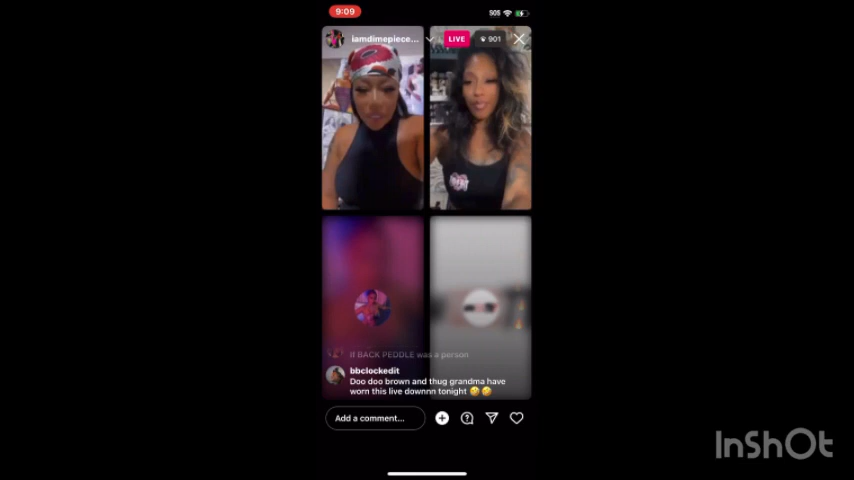 9:09
SOS
iamdimepiece...
LIVE
901
If BACK PEDDLE was a person
bbclockedit
Doo doo brown and thug grandma have
worn this live downnn tonight 🤣🤣
Add a comment...
InShOt